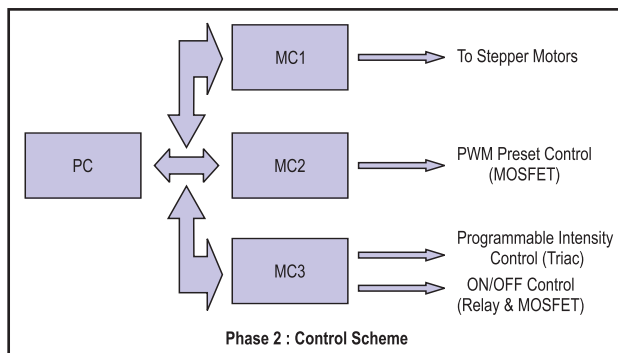 MC1
To Stepper Motors
PC
MC2
PWM Preset Control
(MOSFET)
MC3
Programmable Intensity
Control (Triac)
ON/OFF Control
(Relay & MOSFET)
Phase 2 : Control Scheme